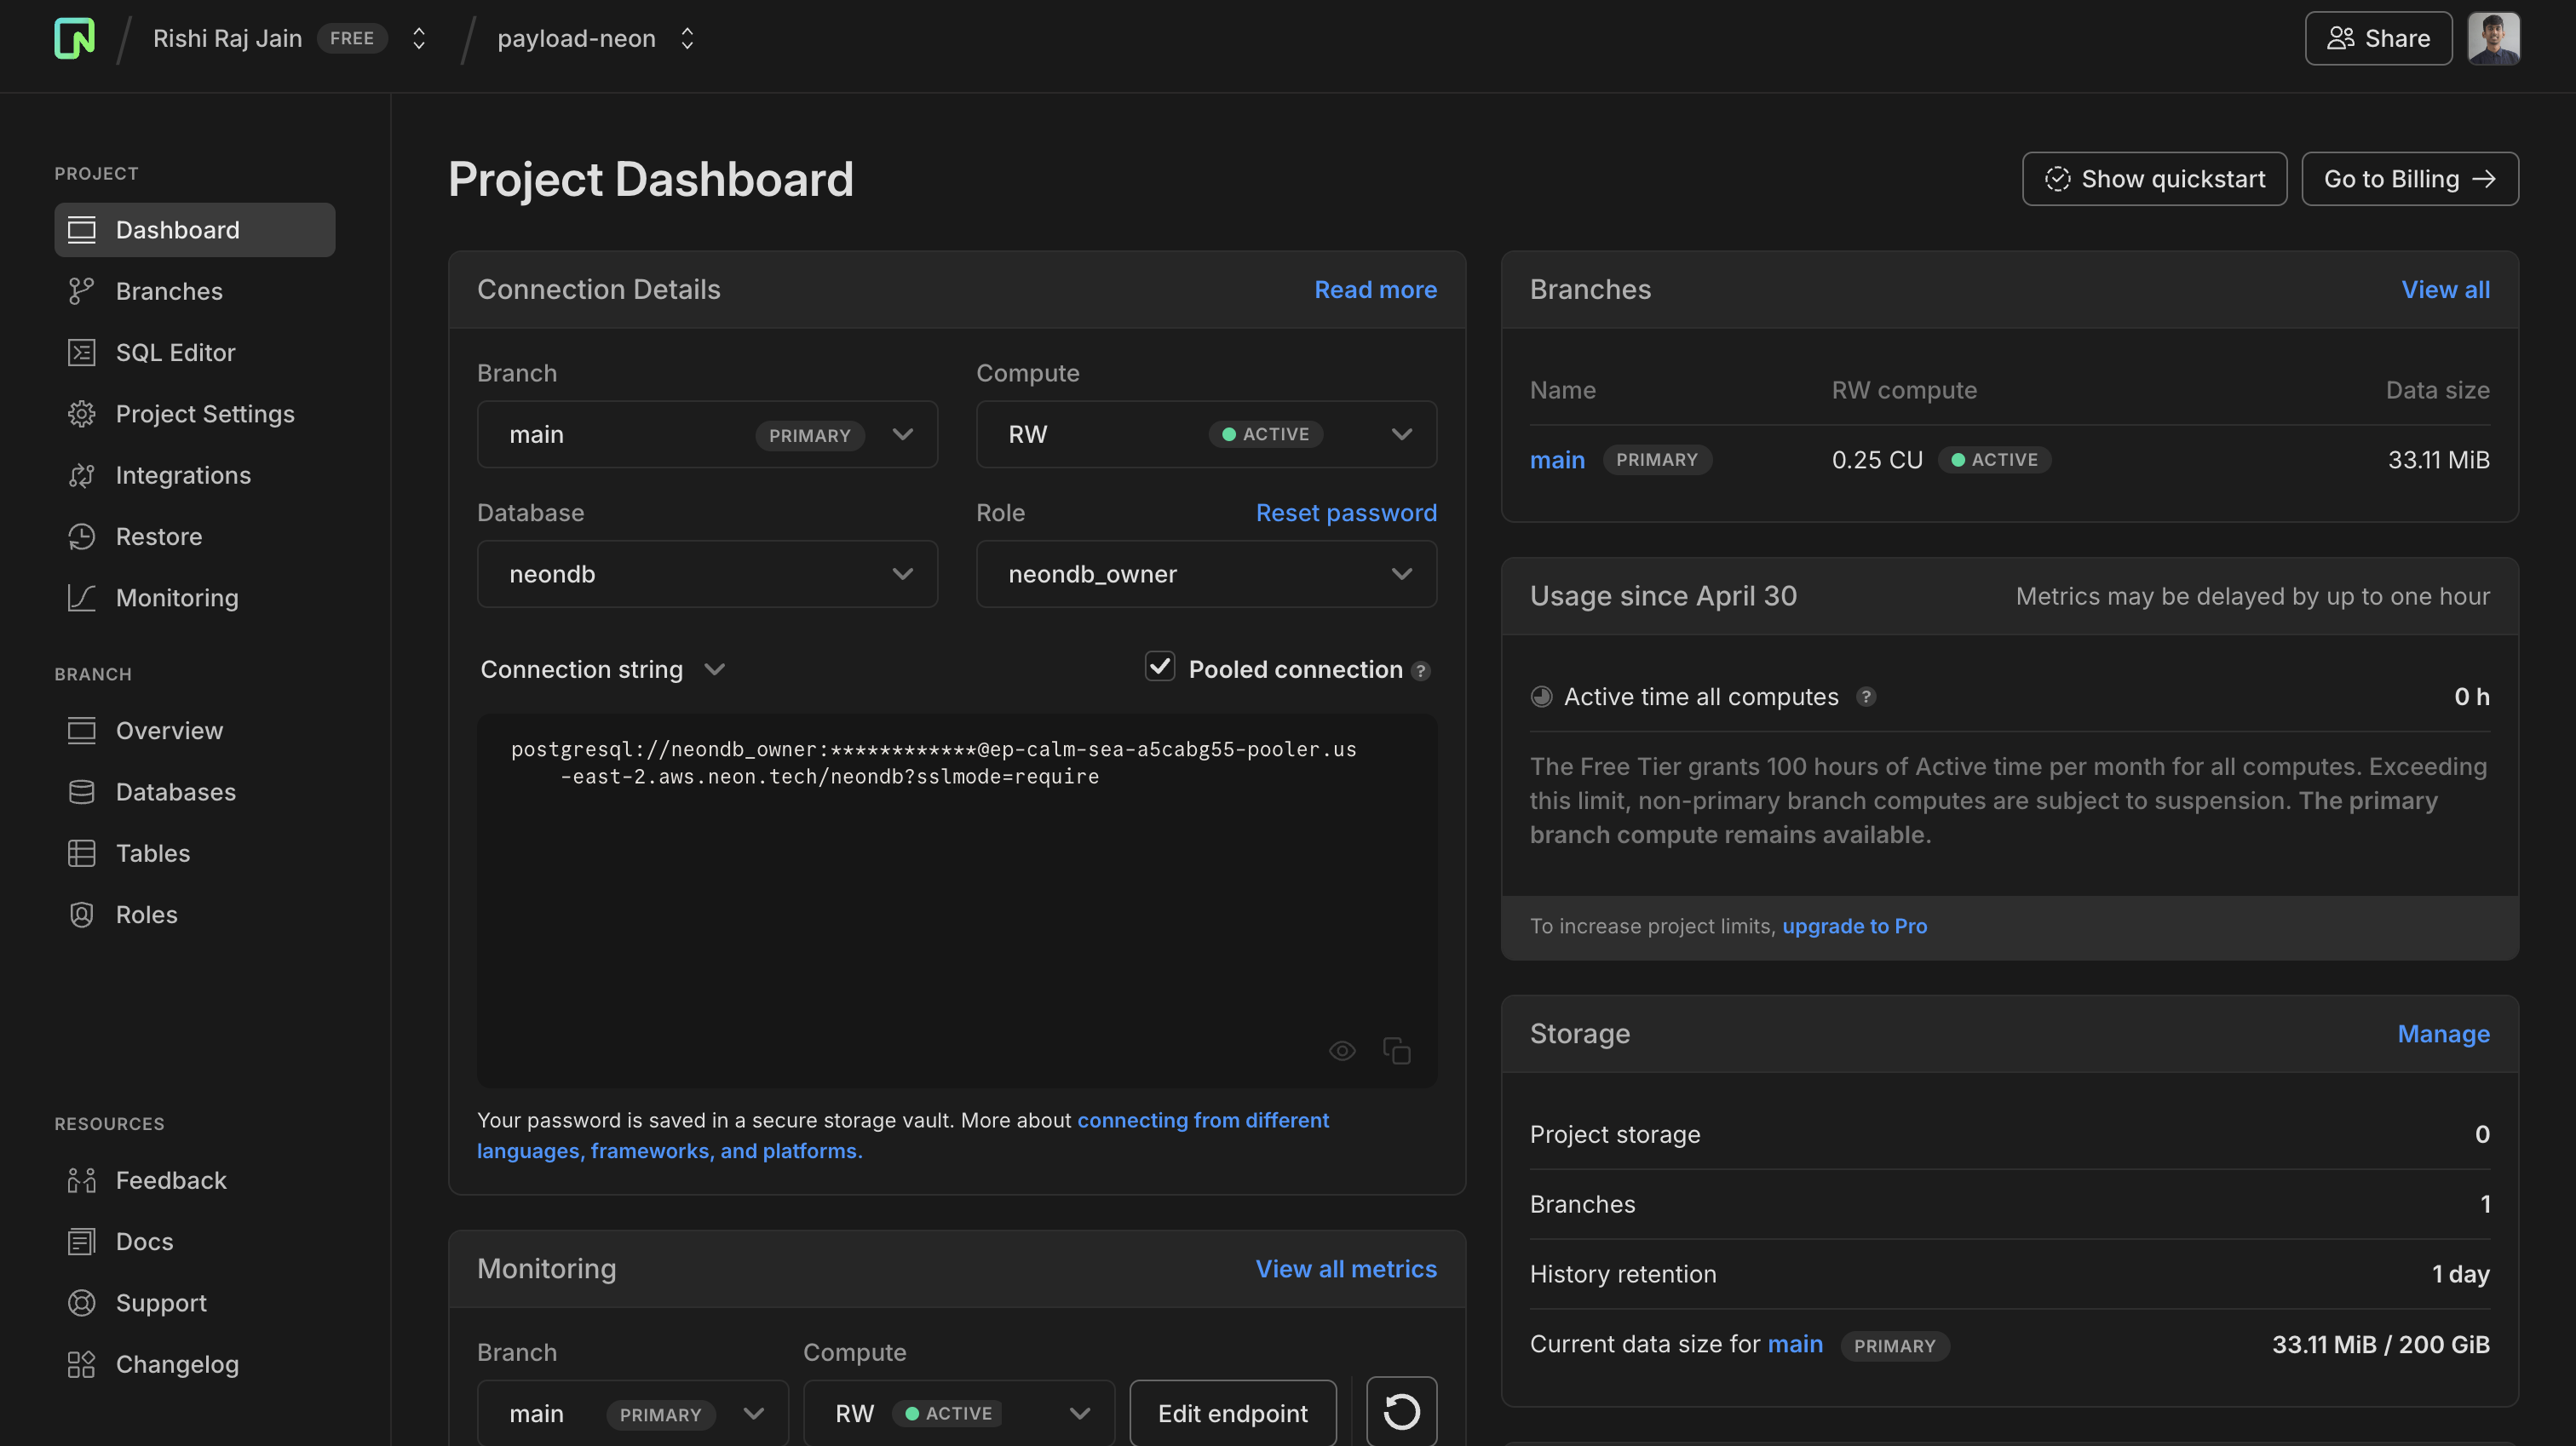 Rishi Raj Jain FREE
payload-neon
Share
PROJECT
Dashboard
Branches
SQL Editor
Project Settings
Integrations
Restore
Monitoring
BRANCH
Overview
Databases
Tables
Roles
RESOURCES
Feedback
Docs
Support
Changelog
Project Dashboard
Show quickstart
Go to Billing →
Connection Details
Read more
Branch
Compute
main PRIMARY
RW ACTIVE
Database
Role
Reset password
neondb
neondb_owner
Connection string
Pooled connection ?
postgresql://neondb_owner:************@ep-calm-sea-a5cabg55-pooler.us
-east-2.aws.neon.tech/neondb?sslmode=require
Your password is saved in a secure storage vault. More about connecting from different
languages, frameworks, and platforms.
Monitoring
View all metrics
Branch
Compute
main PRIMARY
RW ACTIVE
Edit endpoint
Branches
View all
Name
RW compute
Data size
main PRIMARY
0.25 CU ACTIVE
33.11 MiB
Usage since April 30
Metrics may be delayed by up to one hour
Active time all computes ?
0 h
The Free Tier grants 100 hours of Active time per month for all computes. Exceeding
this limit, non-primary branch computes are subject to suspension. The primary
branch compute remains available.
To increase project limits, upgrade to Pro
Storage
Manage
Project storage
0
Branches
1
History retention
1 day
Current data size for main PRIMARY
33.11 MiB / 200 GiB